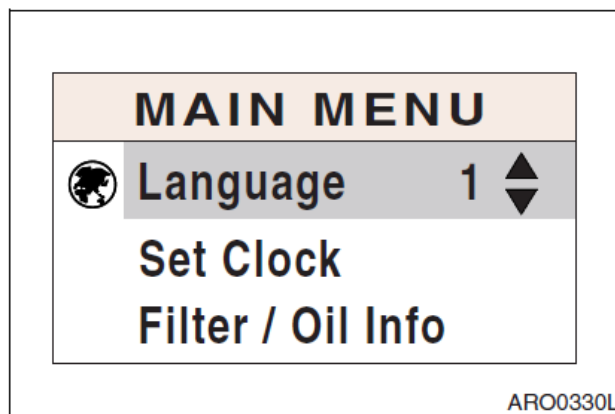 MAIN MENU
Language 1
Set Clock
Filter / Oil Info
ARO0330L